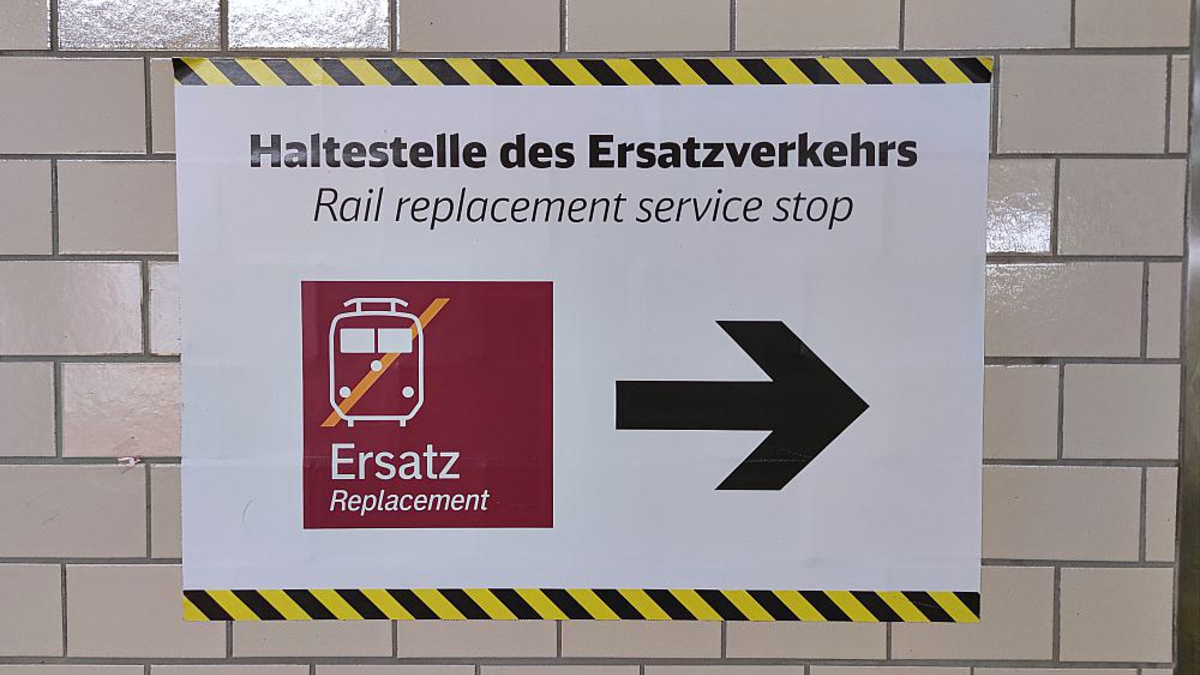 Haltestelle des Ersatzverkehrs
Rail replacement service stop
Ersatz
Replacement